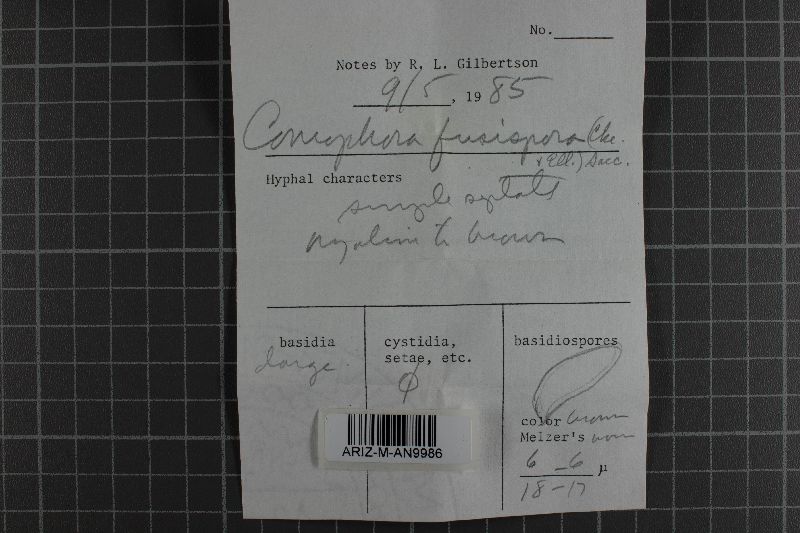 No.
Notes by R. L. Gilbertson
9/5, 1985
Coniophora fusispora (Cke.
& Ell.) Sacc.
Hyphal characters
simple septate
hyaline to brown
basidia
large
cystidia,
setae, etc.
φ
basidiospores
color brown
Melzer's
6 - 6 µ
18 - 17
ARIZ-M-AN9986